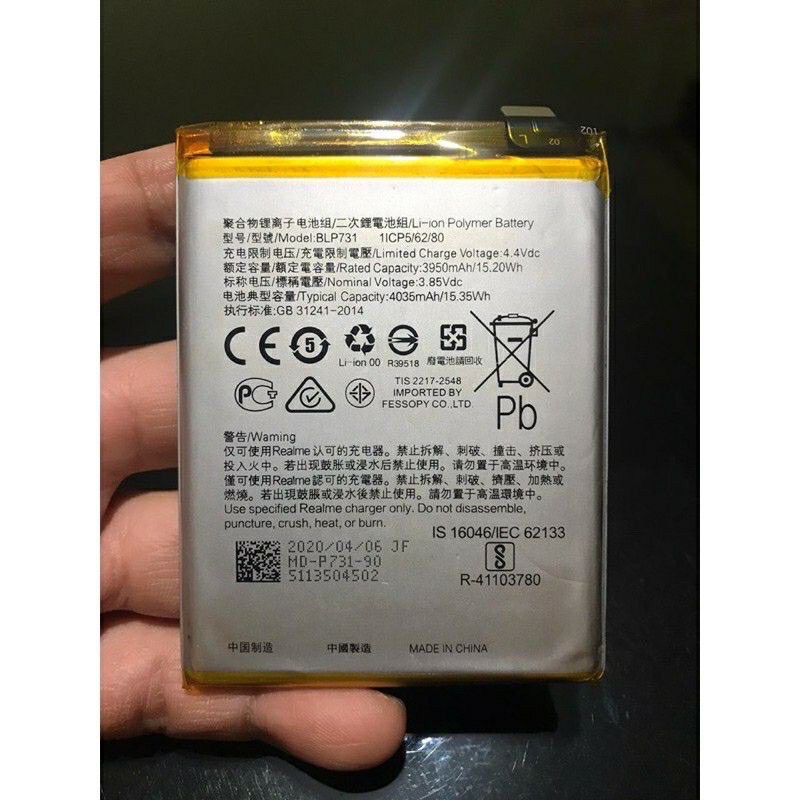 102
02
L
聚合物锂离子电池组/二次鋰電池組/Li-ion Polymer Battery
型号/型號/Model:BLP731 1ICP5/62/80
充电限制电压/充電限制電壓/Limited Charge Voltage:4.4Vdc
额定容量/額定電容量/Rated Capacity:3950mAh/15.20Wh
标称电压/標稱電壓/Nominal Voltage:3.85Vdc
电池典型容量/Typical Capacity:4035mAh/15.35Wh
执行标准:GB 31241-2014
CE 5 Li-ion 00 R39518 廢電池請回收
PCT TIS 2217-2548
IMPORTED BY
FESSOPY CO.,LTD.
Pb
警告/Waming
仅可使用Realme认可的充电器。禁止拆解、刺破、撞击、挤压或
投入火中。若出现鼓胀或浸水后禁止使用。请勿置于高温环境中。
僅可使用Realme認可的充電器。禁止拆解、刺破、擠壓、加熱或
燃燒。若出現鼓脹或浸水後禁止使用。請勿置于高溫環境中。
Use specified Realme charger only. Do not disassemble,
puncture, crush, heat, or burn.
IS 16046/IEC 62133
2020/04/06 JF
MD-P731-90
5113504502
R-41103780
中国制造 中國製造 MADE IN CHINA